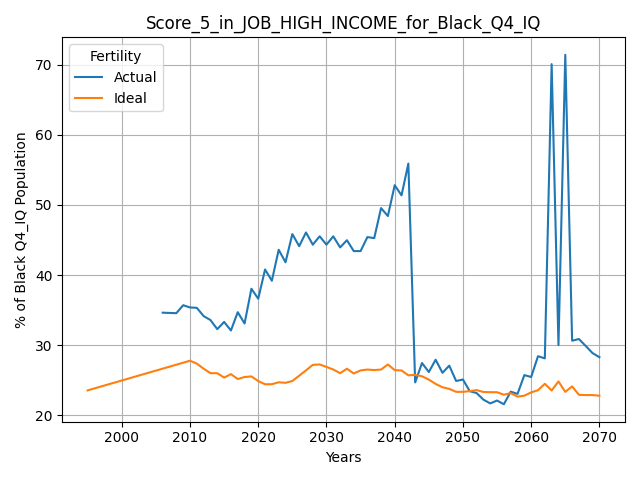 Score_5_in_JOB_HIGH_INCOME_for_Black_Q4_IQ
Fertility
Actual
Ideal
% of Black Q4_IQ Population
70
60
50
40
30
20
2000
2010
2020
2030
2040
2050
2060
2070
Years